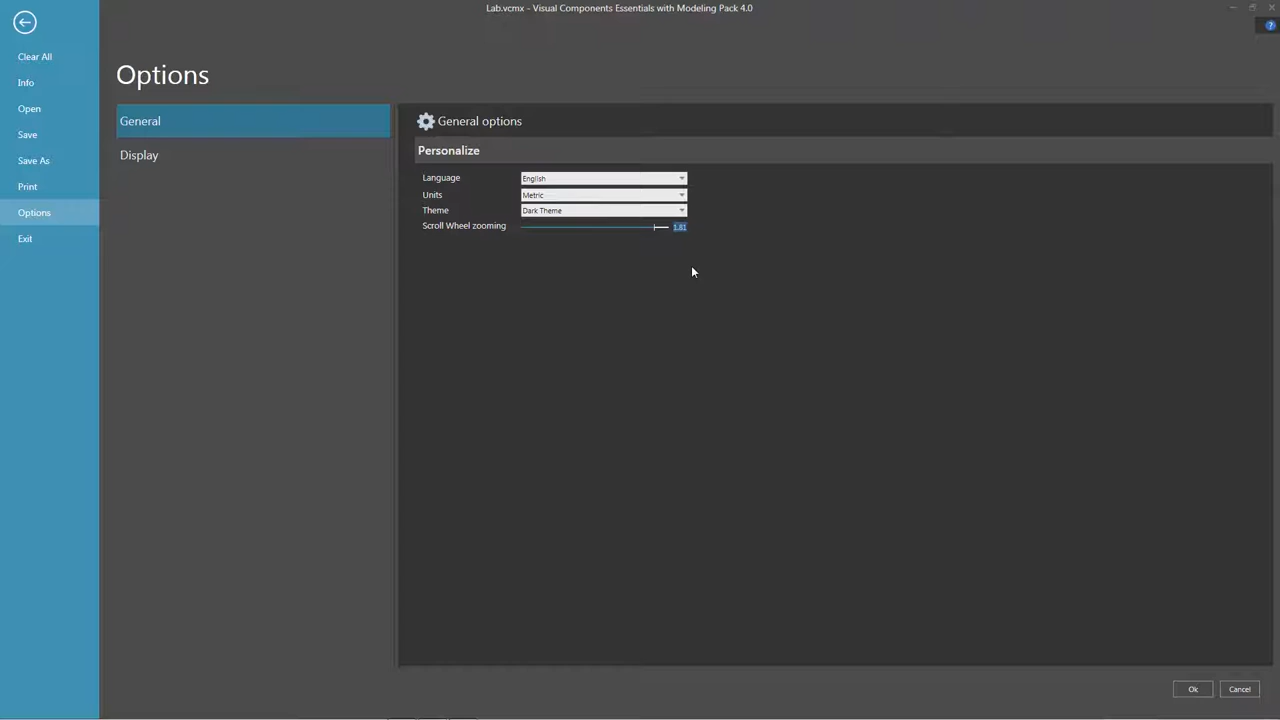 Lab.vcmx - Visual Components Essentials with Modeling Pack 4.0
?
Clear All
Info
Open
Save
Save As
Print
Options
Exit
Options
General
Display
General options
Personalize
Language English
Units Metric
Theme Dark Theme
Scroll Wheel zooming 1.81
Ok Cancel